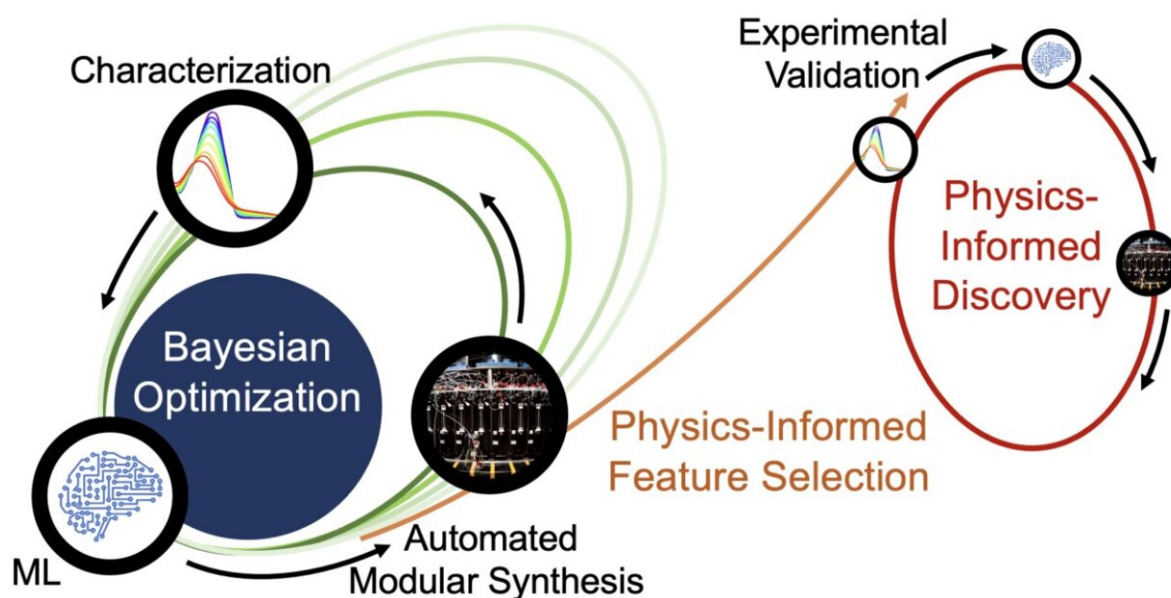 Characterization
Bayesian
Optimization
ML
Automated
Modular Synthesis
Physics-Informed
Feature Selection
Experimental
Validation
Physics-
Informed
Discovery